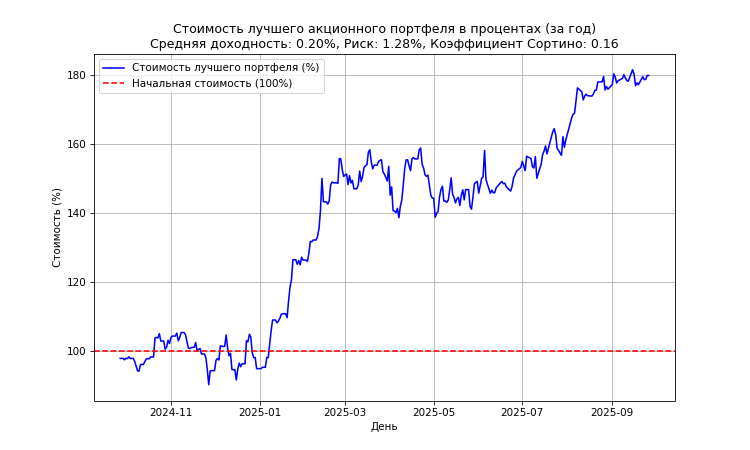 Стоимость лучшего акционного портфеля в процентах (за год)
Средняя доходность: 0.20%, Риск: 1.28%, Коэффициент Сортино: 0.16
Стоимость лучшего портфеля (%)
Начальная стоимость (100%)
Стоимость (%)
180
160
140
120
100
2024-11
2025-01
2025-03
2025-05
2025-07
2025-09
День